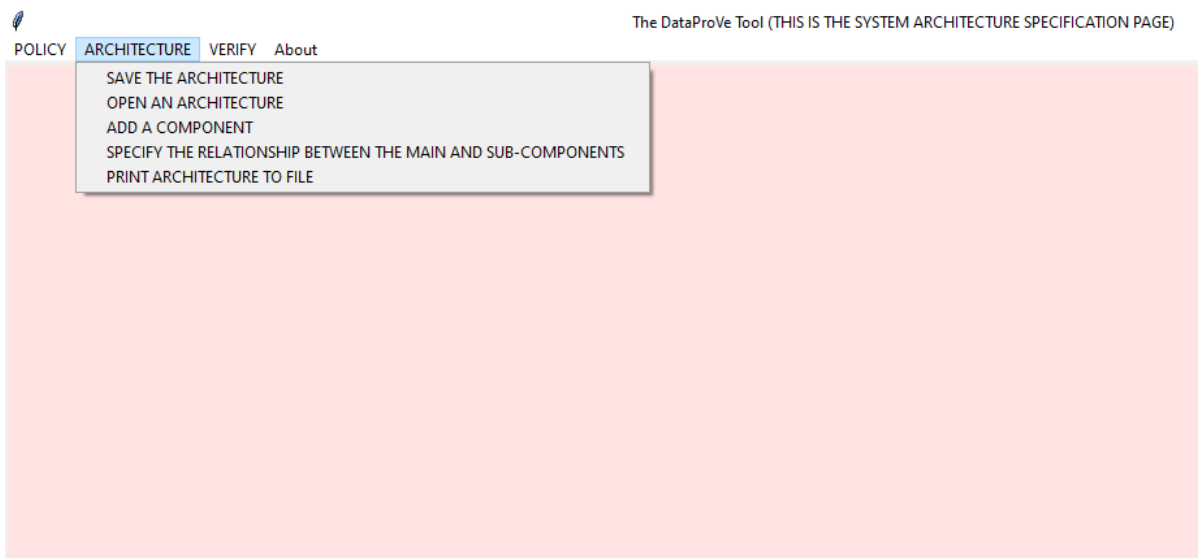 The DataProVe Tool (THIS IS THE SYSTEM ARCHITECTURE SPECIFICATION PAGE)
POLICY ARCHITECTURE VERIFY About
SAVE THE ARCHITECTURE
OPEN AN ARCHITECTURE
ADD A COMPONENT
SPECIFY THE RELATIONSHIP BETWEEN THE MAIN AND SUB-COMPONENTS
PRINT ARCHITECTURE TO FILE